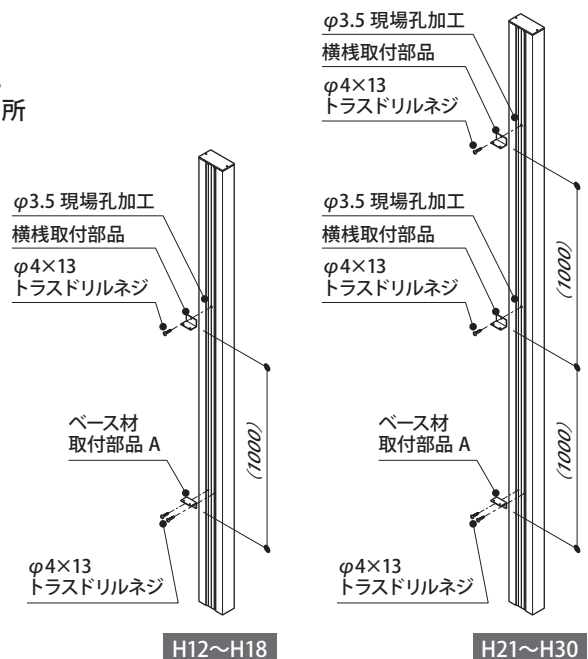 所
φ3.5 現場孔加工
横桟取付部品
φ4×13
トラスドリルネジ
(1000)
ベース材
取付部品 A
φ4×13
トラスドリルネジ
H12〜H18
φ3.5 現場孔加工
横桟取付部品
φ4×13
トラスドリルネジ
(1000)
φ3.5 現場孔加工
横桟取付部品
φ4×13
トラスドリルネジ
(1000)
ベース材
取付部品 A
φ4×13
トラスドリルネジ
H21〜H30